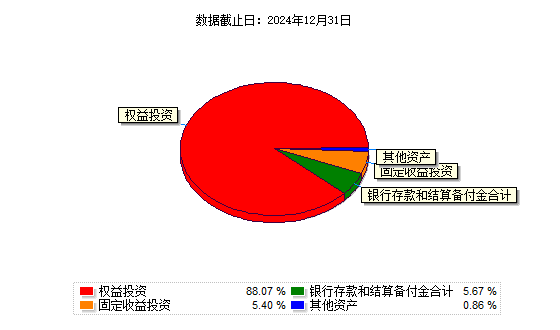 数据截止日：2024年12月31日
权益投资
其他资产
固定收益投资
银行存款和结算备付金合计
权益投资 88.07 % 银行存款和结算备付金合计 5.67 %
固定收益投资 5.40 % 其他资产 0.86 %